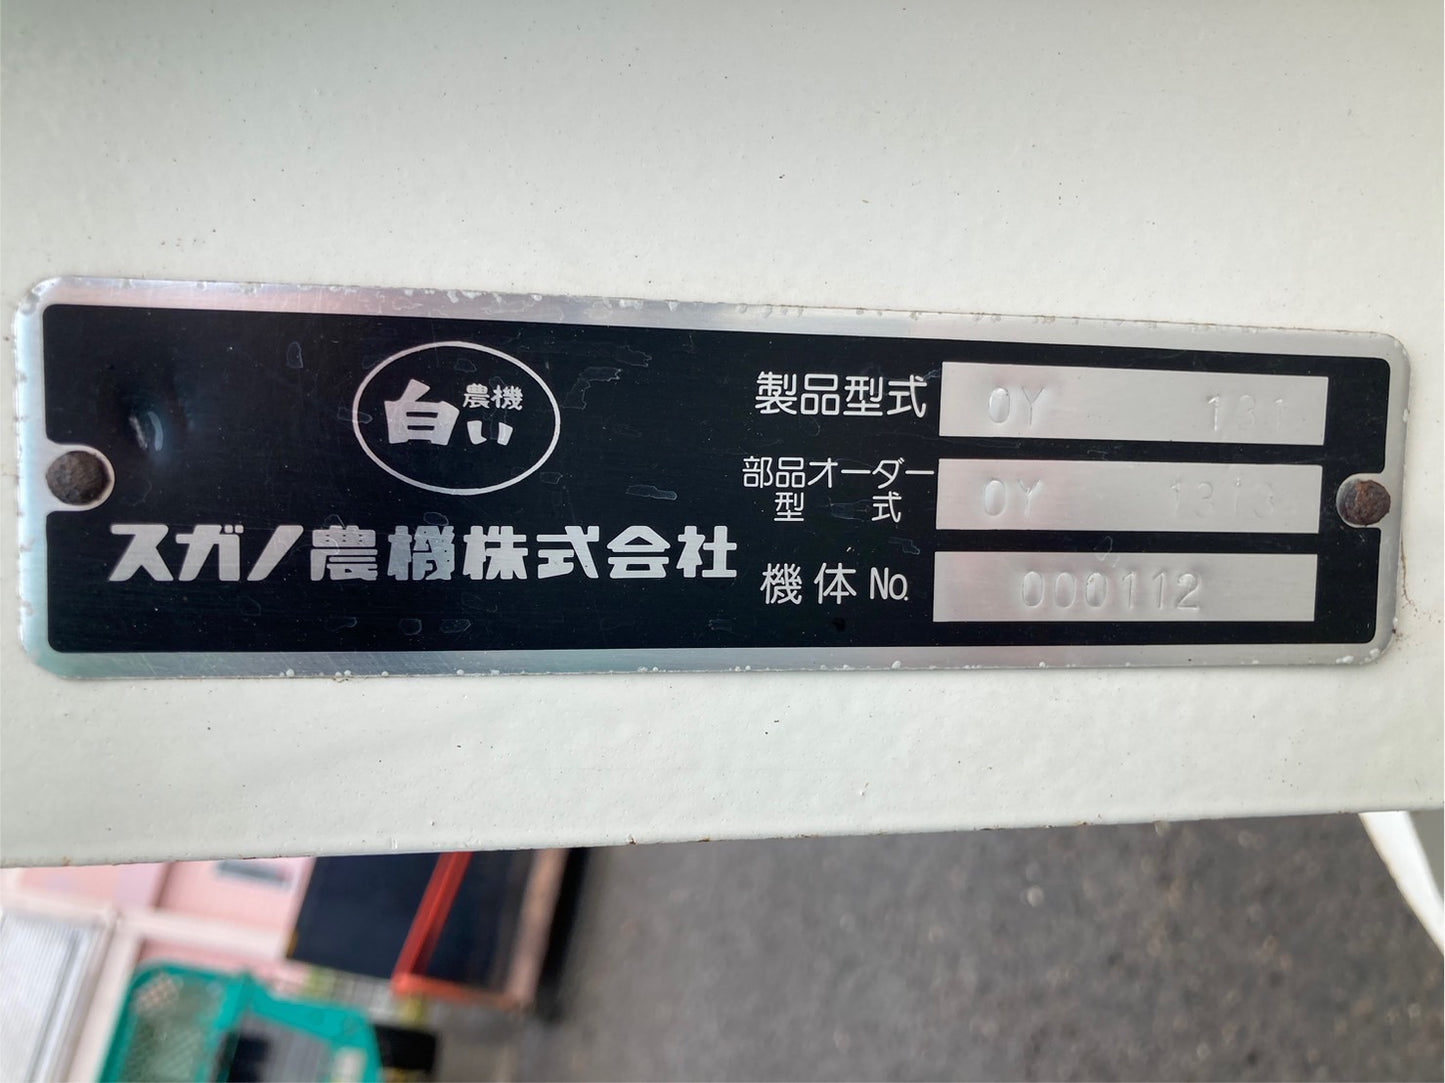 白い農機
スガノ農機株式会社
製品型式 OY 131
部品オーダー型式 OY 1313
機体No. 000112